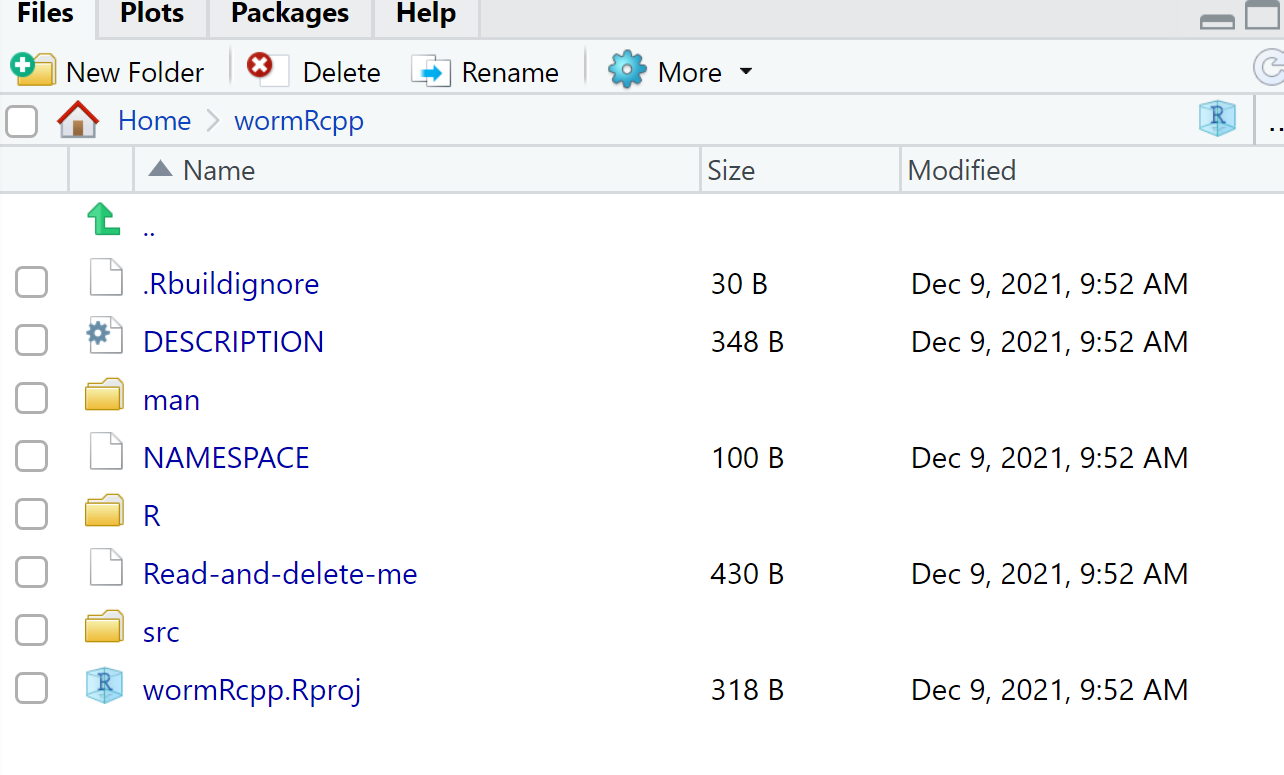 Files Plots Packages Help
New Folder Delete Rename More
Home wormRcpp R ..
Name Size Modified
..
.Rbuildignore 30 B Dec 9, 2021, 9:52 AM
DESCRIPTION 348 B Dec 9, 2021, 9:52 AM
man
NAMESPACE 100 B Dec 9, 2021, 9:52 AM
R
Read-and-delete-me 430 B Dec 9, 2021, 9:52 AM
src
R wormRcpp.Rproj 318 B Dec 9, 2021, 9:52 AM